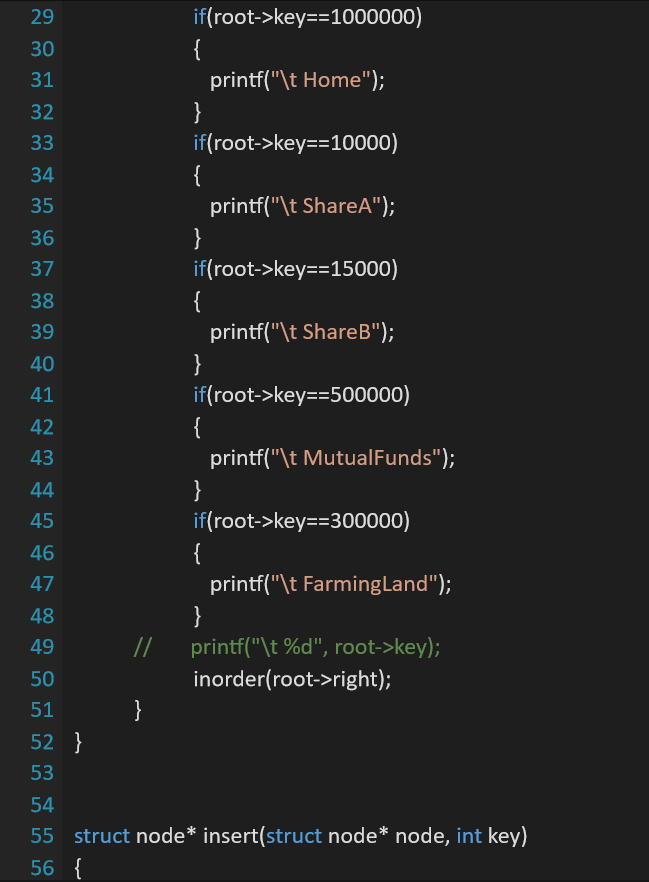 29 if(root->key==1000000)
30 {
31 printf("\t Home");
32 }
33 if(root->key==10000)
34 {
35 printf("\t ShareA");
36 }
37 if(root->key==15000)
38 {
39 printf("\t ShareB");
40 }
41 if(root->key==500000)
42 {
43 printf("\t MutualFunds");
44 }
45 if(root->key==300000)
46 {
47 printf("\t FarmingLand");
48 }
49 // printf("\t %d", root->key);
50 inorder(root->right);
51 }
52 }
53
54
55 struct node* insert(struct node* node, int key)
56 {